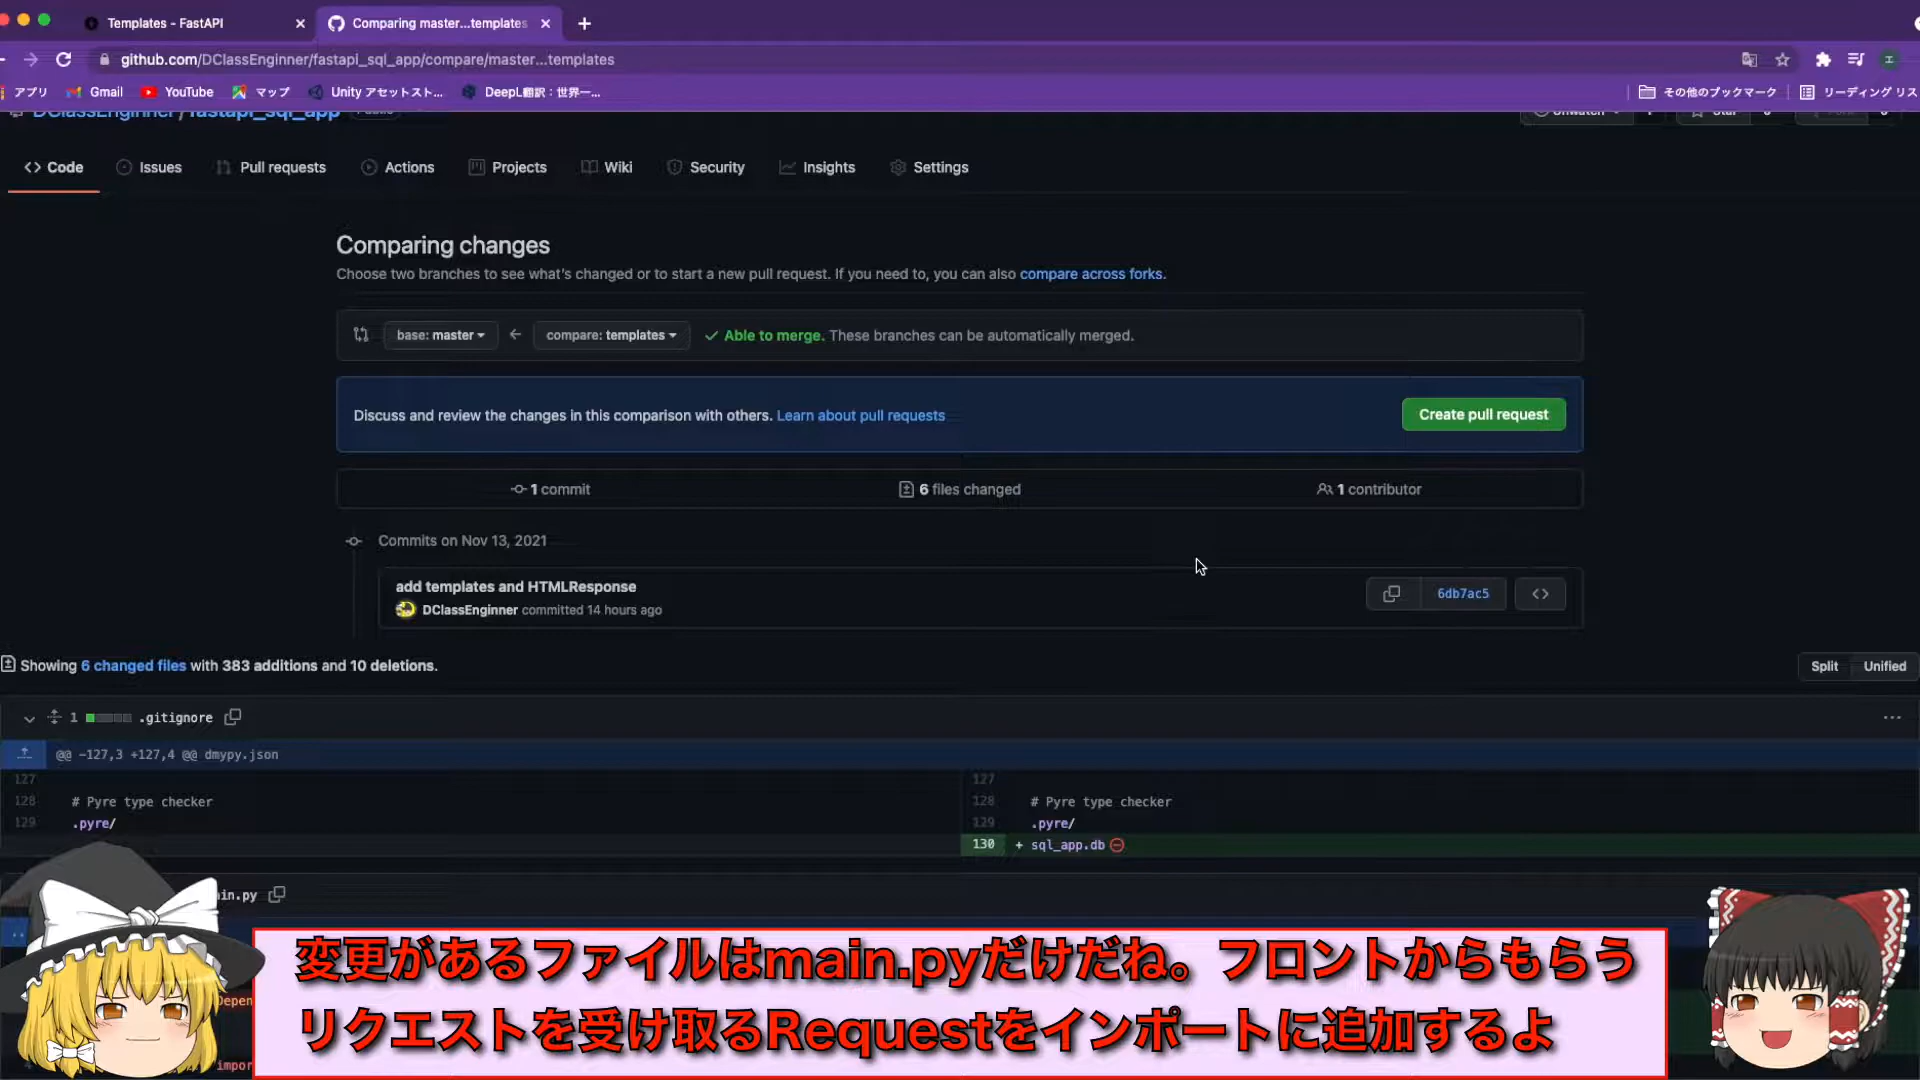 Templates - FastAPI
Comparing master...templates
github.com/DClassEnginner/fastapi_sql_app/compare/master...templates
アプリ Gmail YouTube マップ Unity アセットスト... DeepL翻訳：世界一... その他のブックマーク リーディング リス
DClassEnginner / fastapi_sql_app Public Unwatch Star
Code Issues Pull requests Actions Projects Wiki Security Insights Settings
Comparing changes
Choose two branches to see what's changed or to start a new pull request. If you need to, you can also compare across forks.
base: master compare: templates Able to merge. These branches can be automatically merged.
Discuss and review the changes in this comparison with others. Learn about pull requests Create pull request
1 commit 6 files changed 1 contributor
Commits on Nov 13, 2021
add templates and HTMLResponse
DClassEnginner committed 14 hours ago
6db7ac5
Showing 6 changed files with 383 additions and 10 deletions. Split Unified
1 .gitignore
@@ -127,3 +127,4 @@ dmypy.json
127 127
128 # Pyre type checker 128 # Pyre type checker
129 .pyre/ 129 .pyre/
130 + sql_app.db
in.py
Depen
impor
変更があるファイルはmain.pyだけだね。フロントからもらう
リクエストを受け取るRequestをインポートに追加するよ